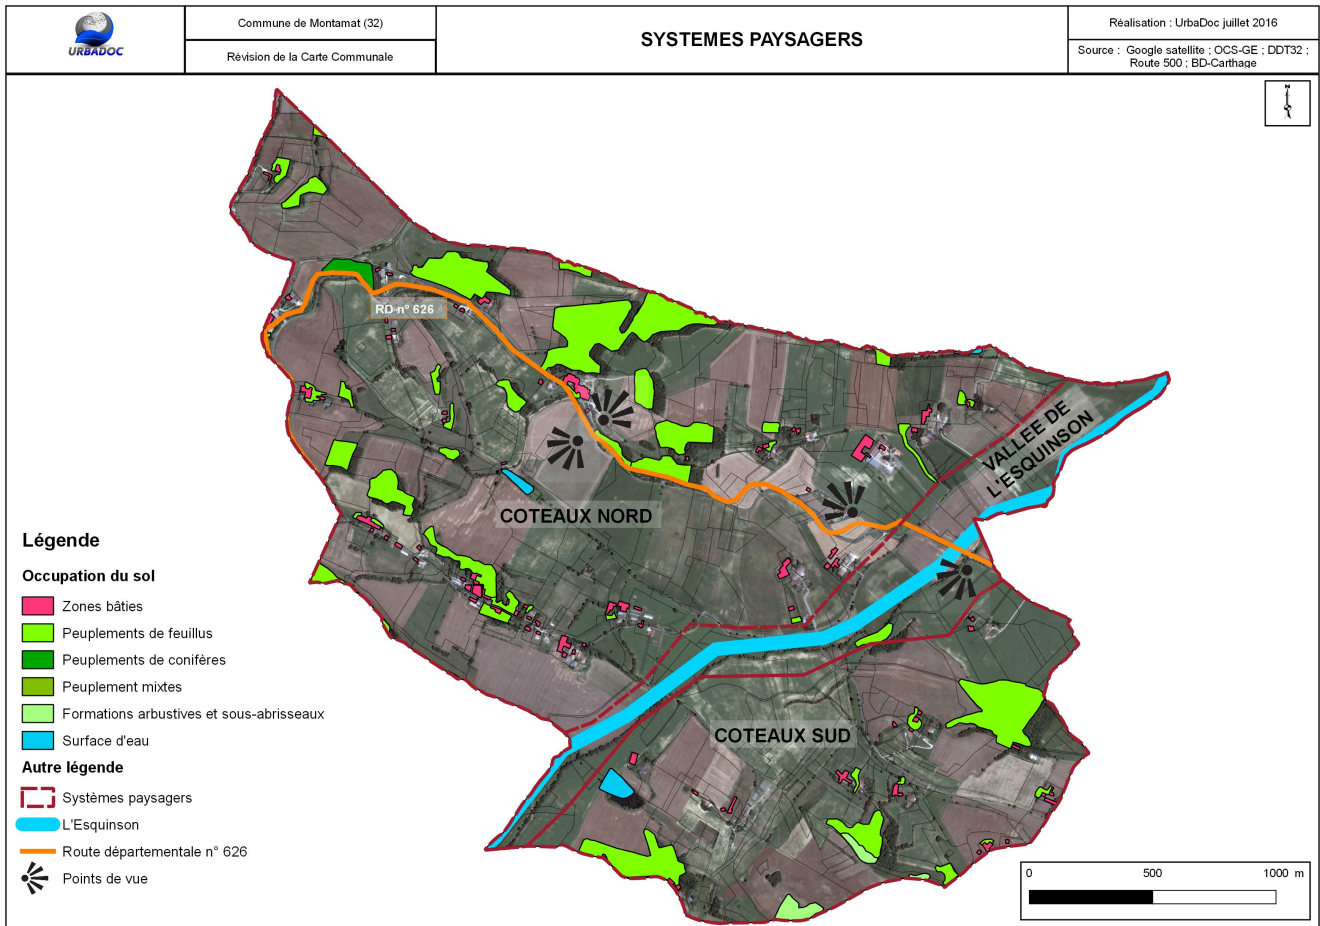 URBADOC
Commune de Montamat (32)
Révision de la Carte Communale
SYSTEMES PAYSAGERS
Réalisation : UrbaDoc juillet 2016
Source : Google satellite ; OCS-GE ; DDT32 ;
Route 500 ; BD-Carthage
N
RD n° 626
VALLEE DE
L'ESQUINSON
COTEAUX NORD
COTEAUX SUD
Légende
Occupation du sol
Zones bâties
Peuplements de feuillus
Peuplements de conifères
Peuplement mixtes
Formations arbustives et sous-abrisseaux
Surface d'eau
Autre légende
Systèmes paysagers
L'Esquinson
Route départementale n° 626
Points de vue
0 500 1000 m